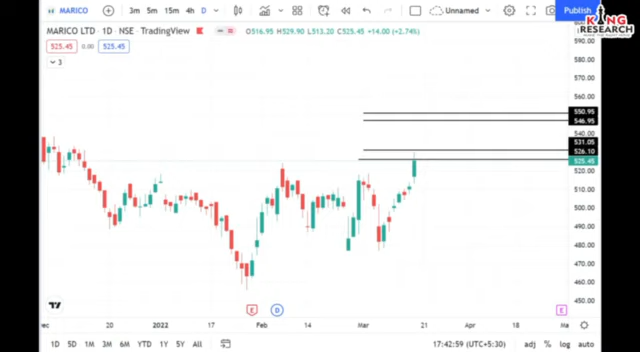 MARICO
3m 5m 15m 4h D
Unnamed
Publish
KING
RESEARCH
MARICO LTD · 1D · NSE · TradingView
O516.95 H529.90 L513.20 C525.45 +14.00 (+2.74%)
525.45 0.00 525.45
3
590.00
570.00
560.00
550.95
546.95
540.00
531.05
526.10
525.45
520.00
510.00
500.00
490.00
480.00
470.00
460.00
450.00
E D E
20 2022 17 Feb 14 Mar 21 Apr 18
1D 5D 1M 3M 6M YTD 1Y 5Y All
17:42:59 (UTC+5:30) adj % log auto